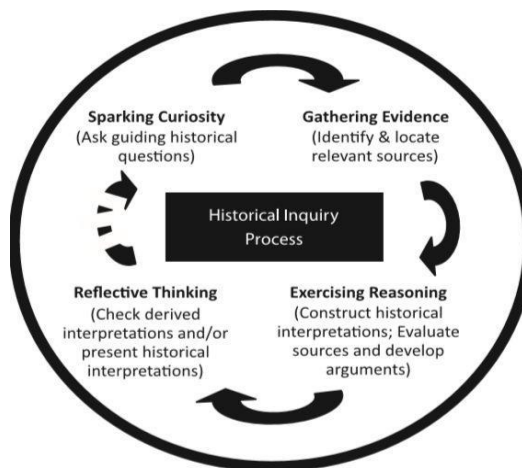 Sparking Curiosity
(Ask guiding historical
questions)
Gathering Evidence
(Identify & locate
relevant sources)
Historical Inquiry
Process
Reflective Thinking
(Check derived
interpretations and/or
present historical
interpretations)
Exercising Reasoning
(Construct historical
interpretations; Evaluate
sources and develop
arguments)